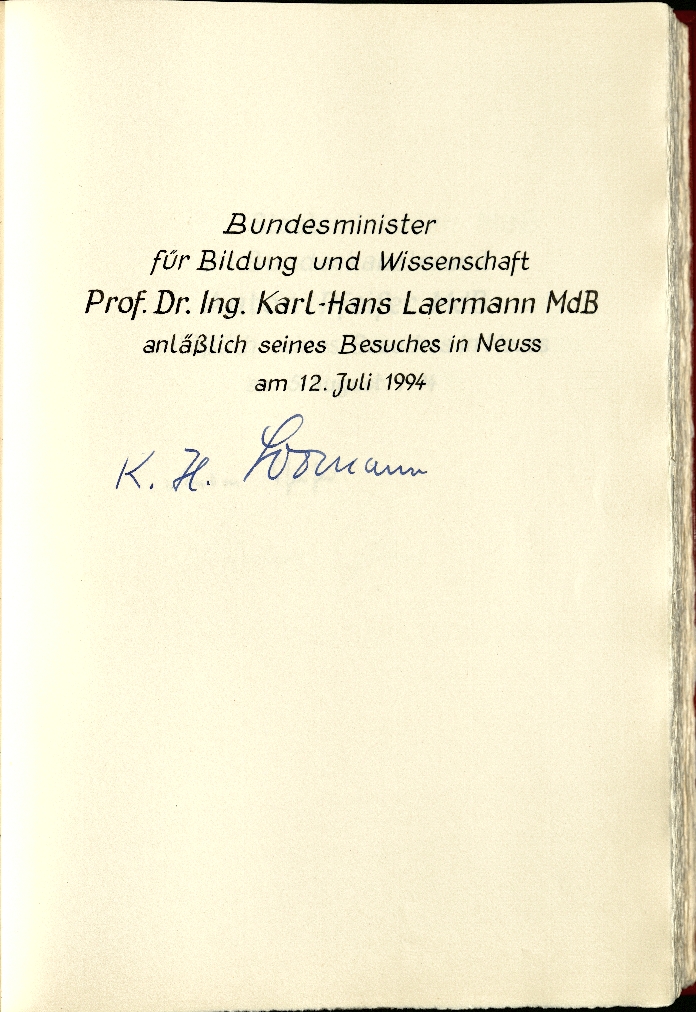 Bundesminister
für Bildung und Wissenschaft
Prof. Dr. Ing. Karl-Hans Laermann MdB
anläßlich seines Besuches in Neuss
am 12. Juli 1994
K. H. Laermann